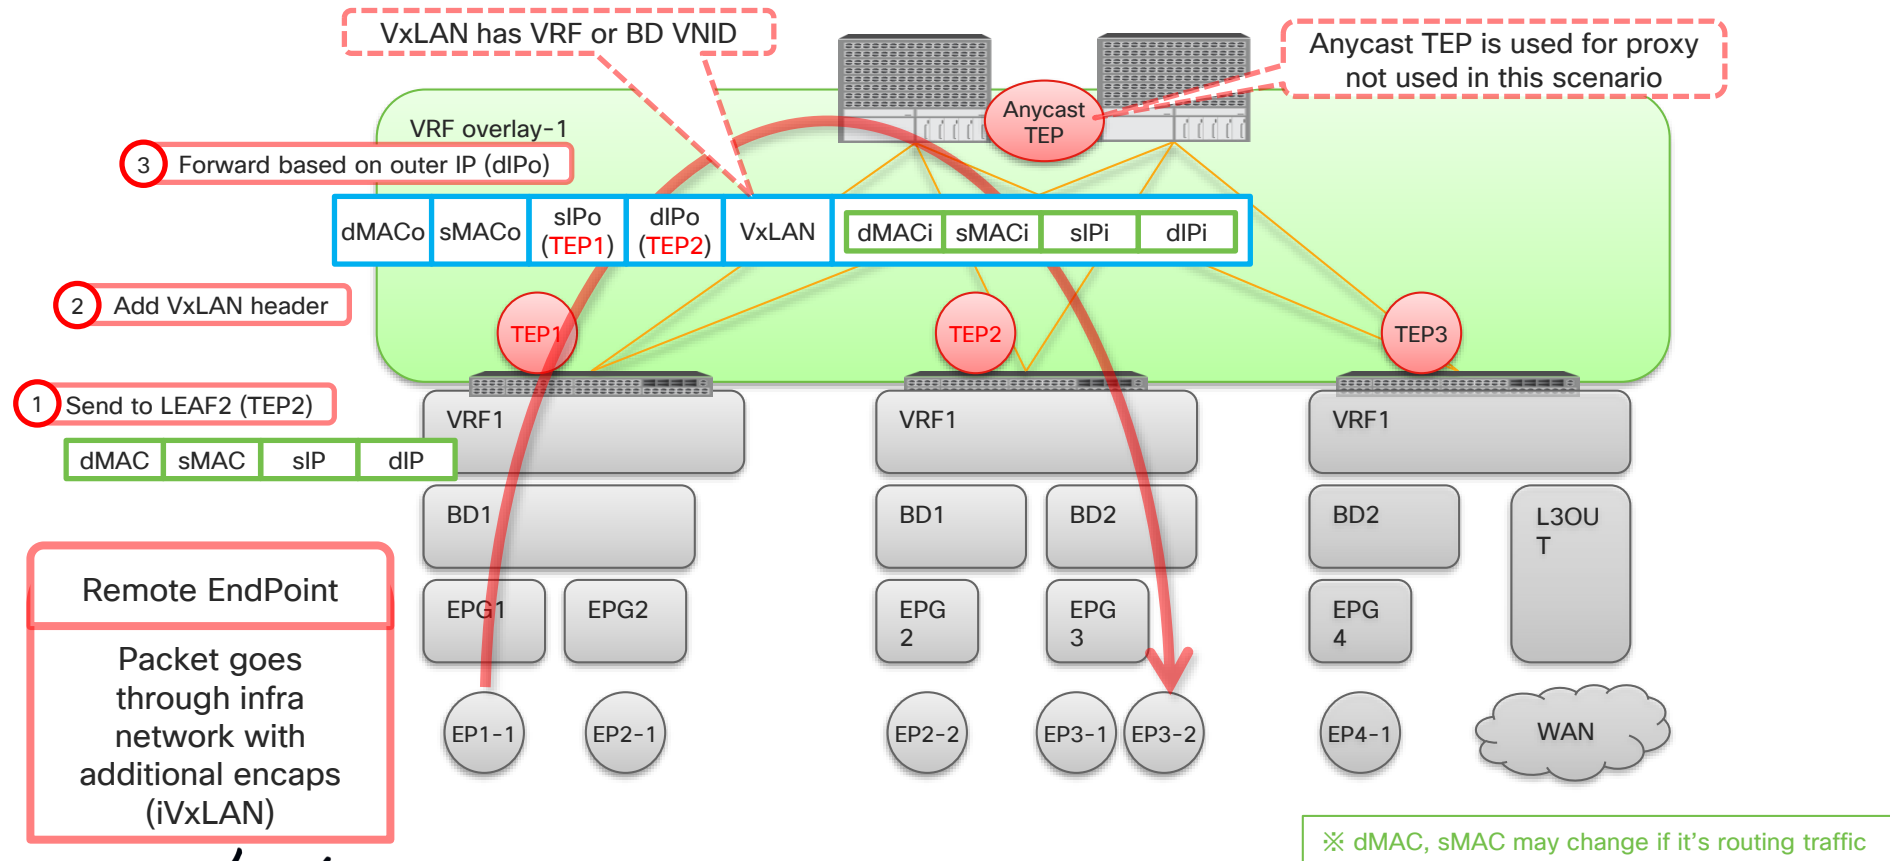 VxLAN has VRF or BD VNID
Anycast TEP is used for proxy
not used in this scenario
Anycast
TEP
VRF overlay-1
3 Forward based on outer IP (dIPo)
dMACo sMACo sIPo (TEP1) dIPo (TEP2) VxLAN dMACi sMACi sIPi dIPi
2 Add VxLAN header
TEP1 TEP2 TEP3
1 Send to LEAF2 (TEP2)
dMAC sMAC sIP dIP
VRF1 VRF1 VRF1
BD1 BD1 BD2 BD2
L3OU
T
EPG1 EPG2
EPG
2
EPG
3
EPG
4
EP1-1 EP2-1 EP2-2 EP3-1 EP3-2 EP4-1 WAN
Remote EndPoint
Packet goes
through infra
network with
additional encaps
(iVxLAN)
※ dMAC, sMAC may change if it's routing traffic